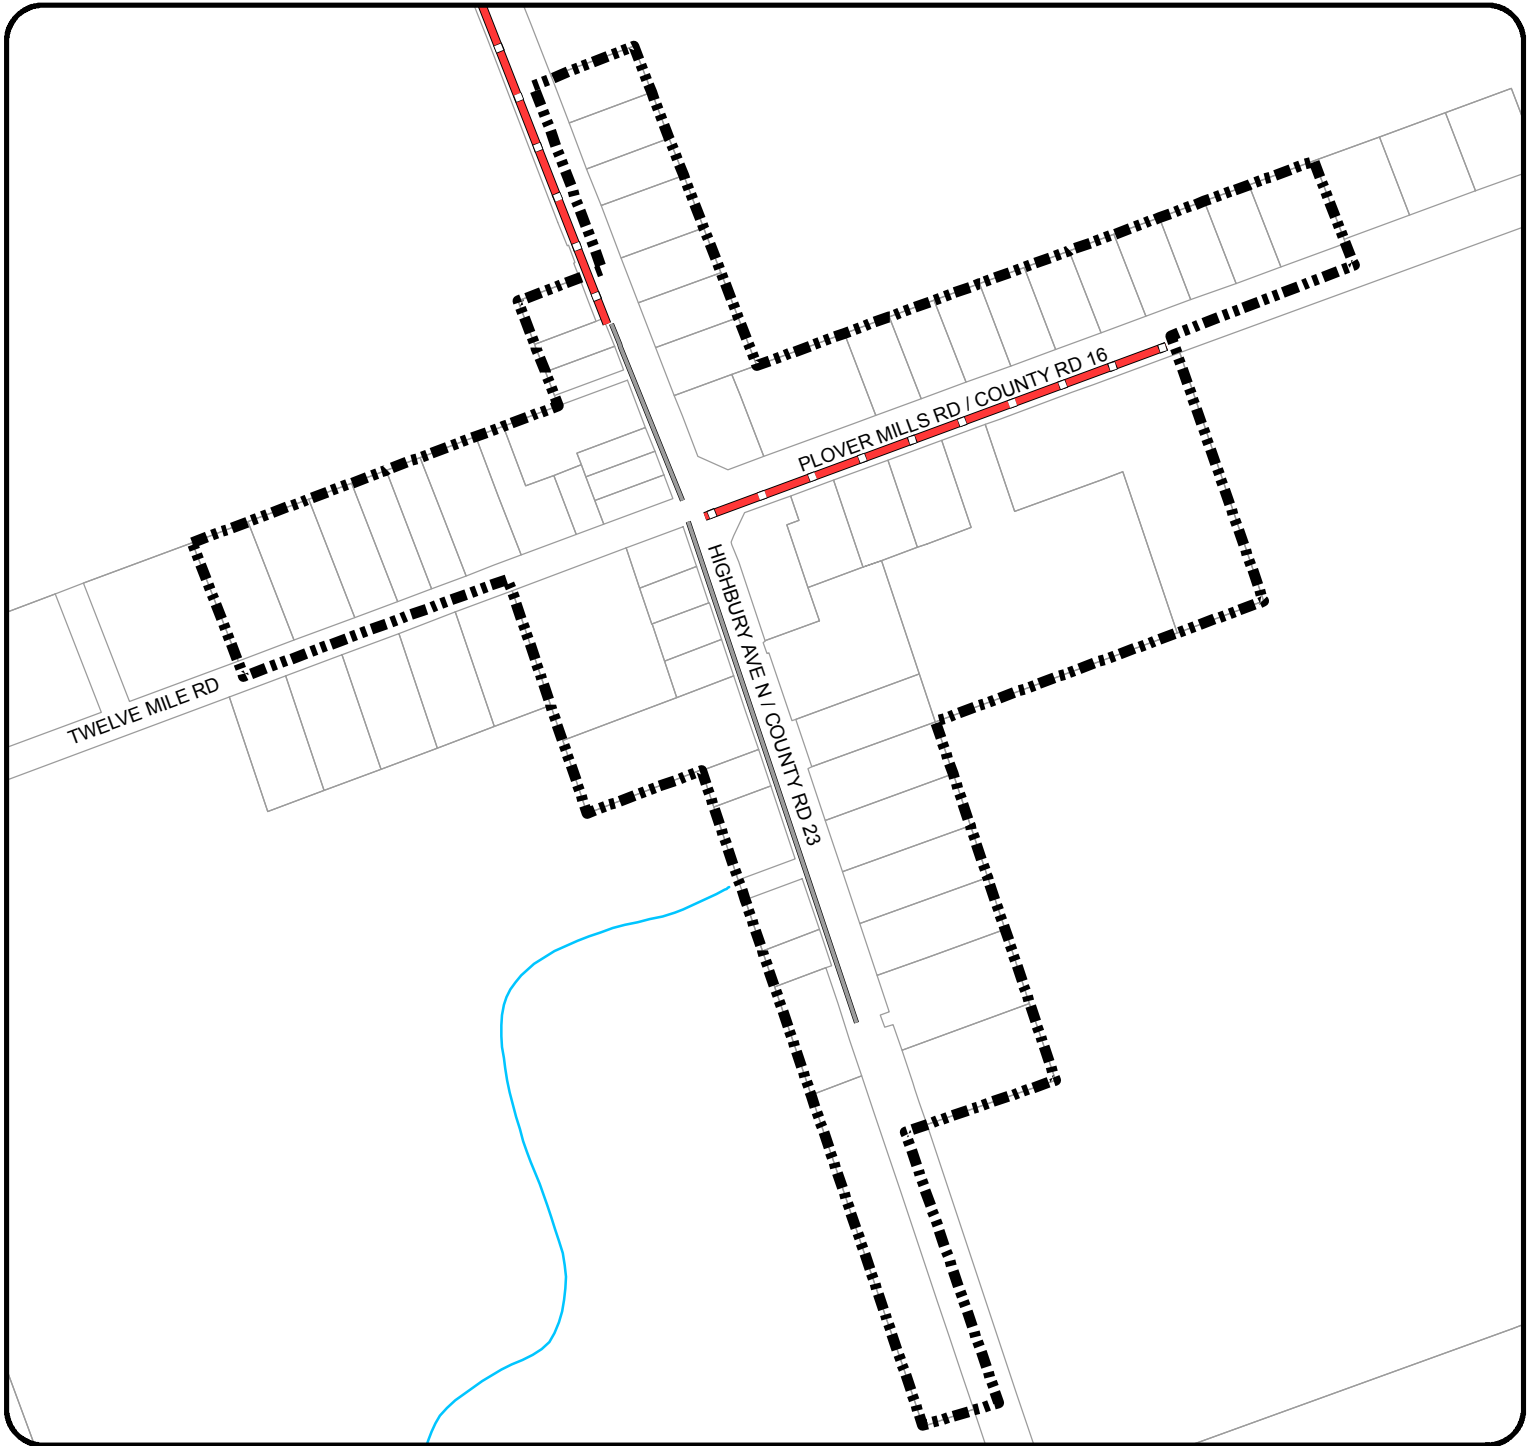 PLOVER MILLS RD / COUNTY RD 16
HIGHBURY AVE N / COUNTY RD 23
TWELVE MILE RD